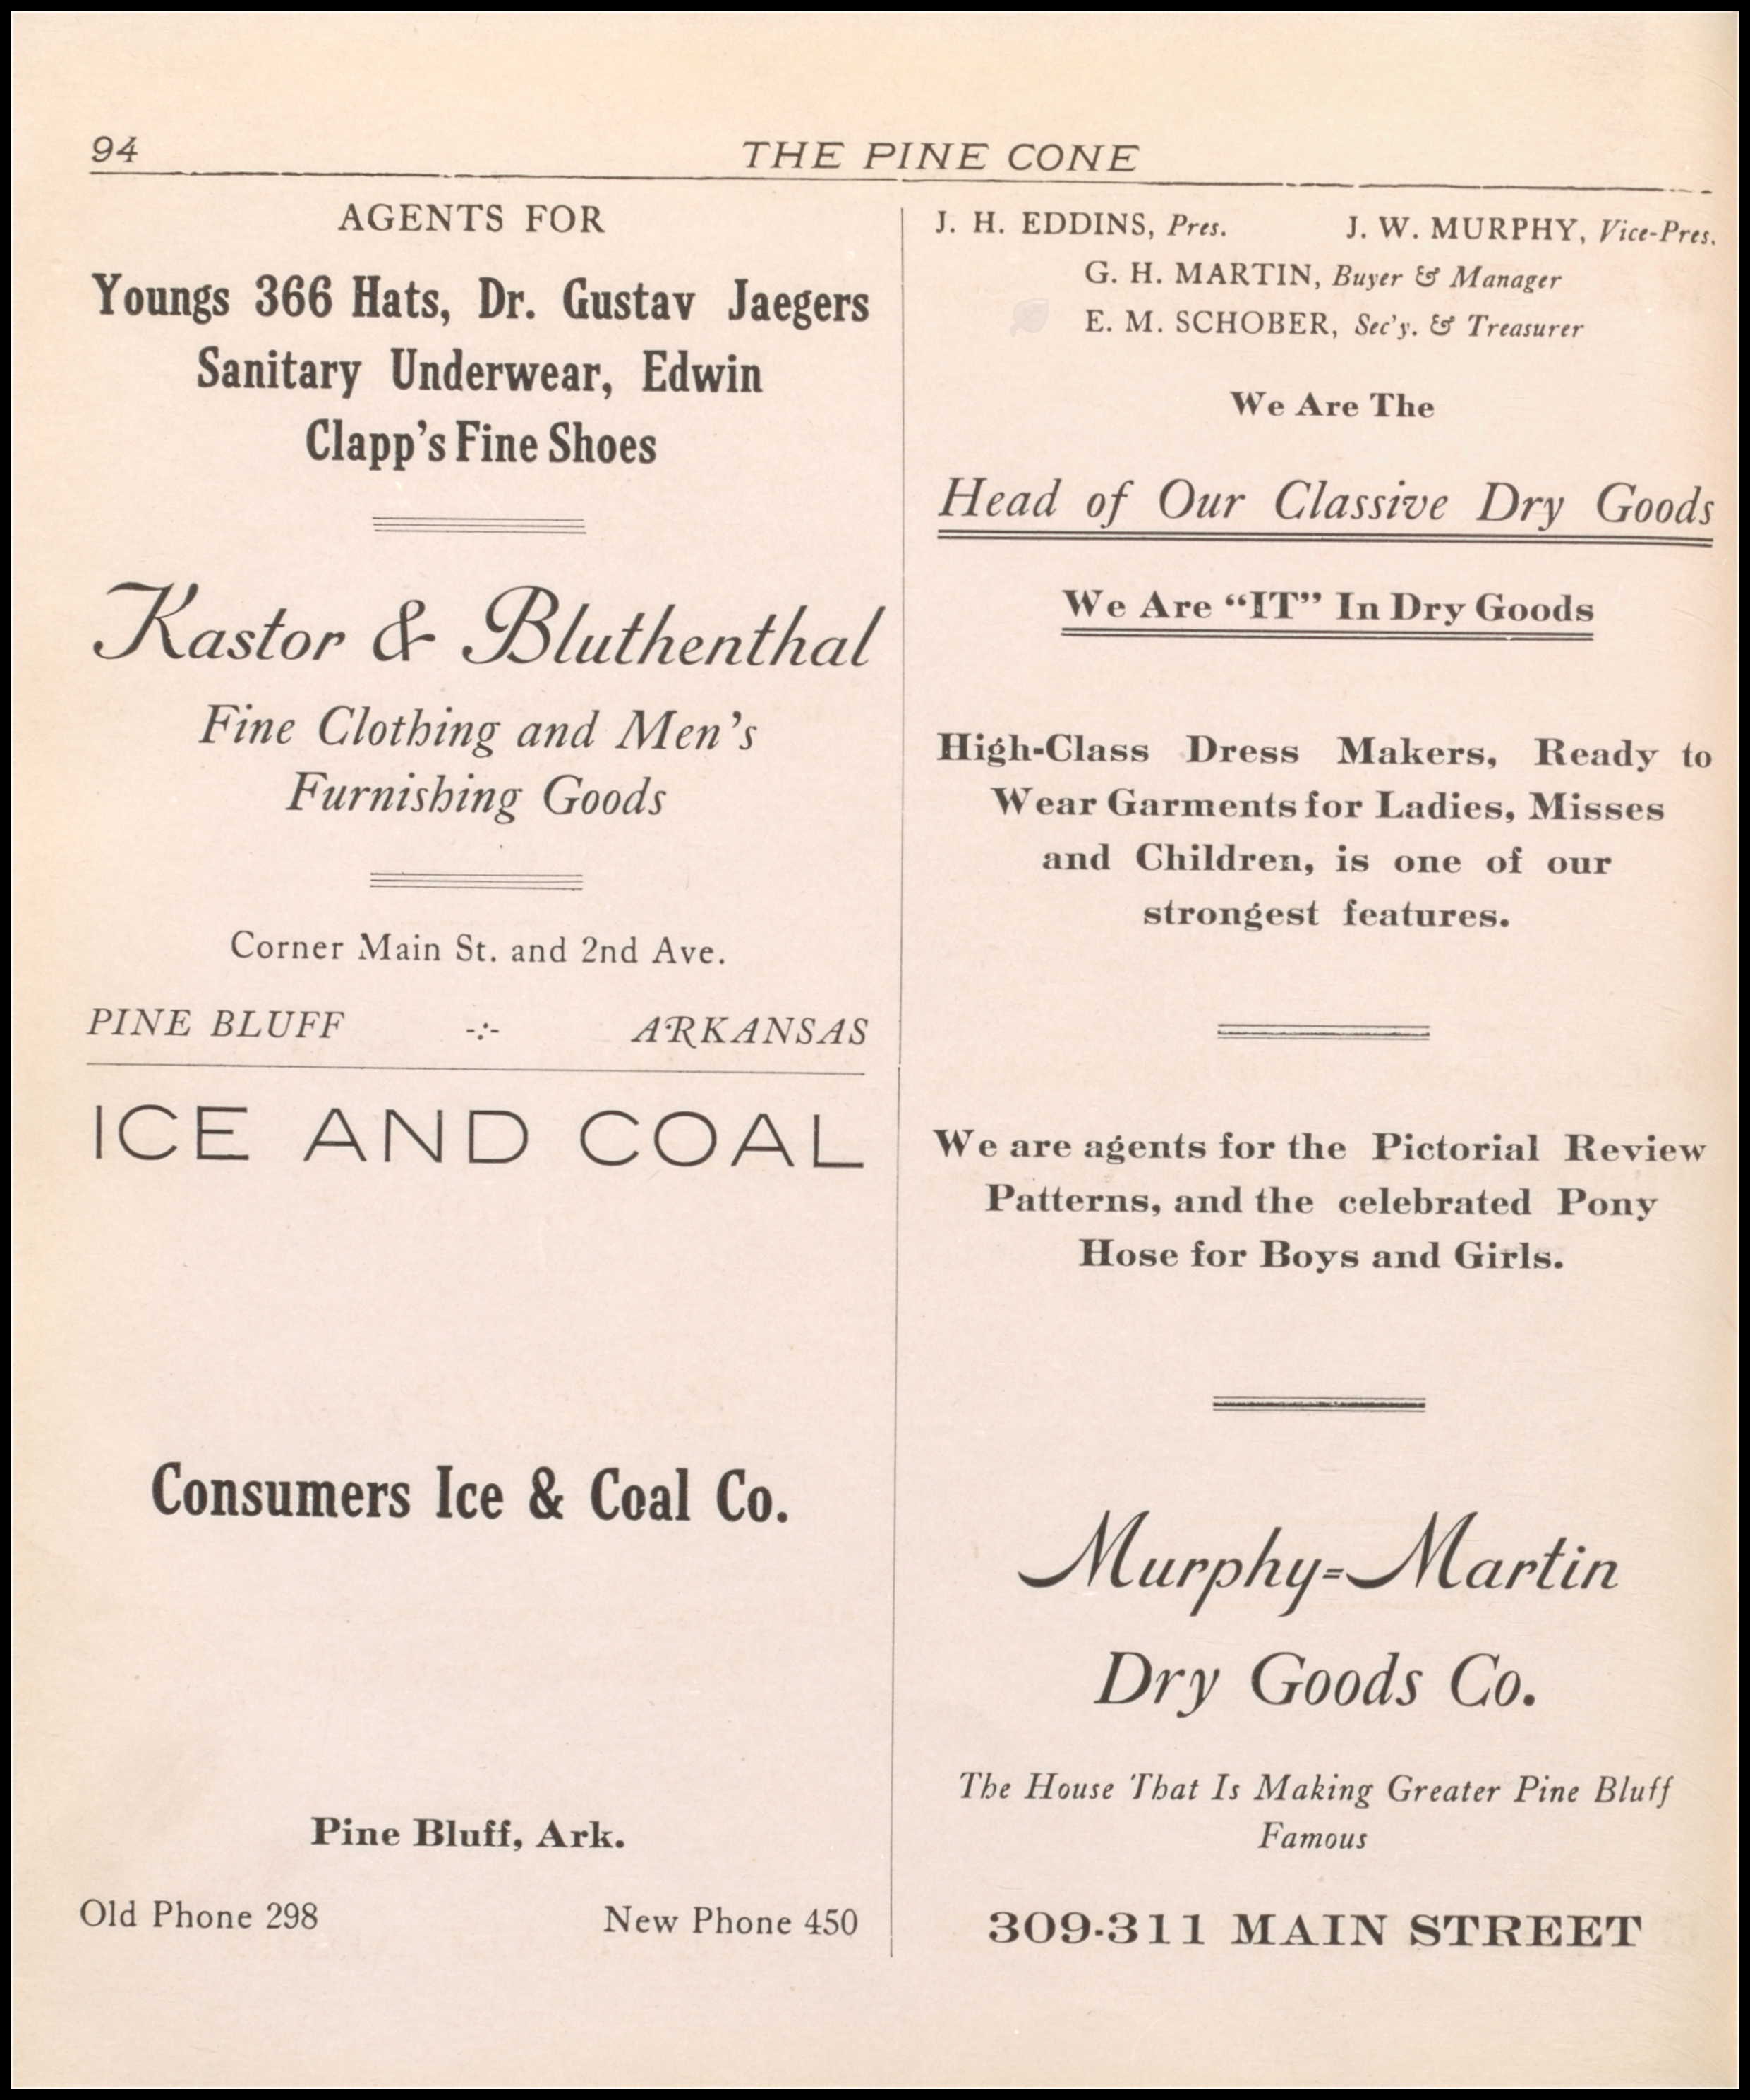 94
THE PINE CONE
AGENTS FOR
Youngs 366 Hats, Dr. Gustav Jaegers
Sanitary Underwear, Edwin
Clapp's Fine Shoes
Kastor & Bluthenthal
Fine Clothing and Men's
Furnishing Goods
Corner Main St. and 2nd Ave.
PINE BLUFF -:- ARKANSAS
ICE AND COAL
Consumers Ice & Coal Co.
Pine Bluff, Ark.
Old Phone 298 New Phone 450
J. H. EDDINS, Pres. J. W. MURPHY, Vice-Pres.
G. H. MARTIN, Buyer & Manager
E. M. SCHOBER, Sec'y. & Treasurer
We Are The
Head of Our Classive Dry Goods
We Are “IT” In Dry Goods
High-Class Dress Makers, Ready to
Wear Garments for Ladies, Misses
and Children, is one of our
strongest features.
We are agents for the Pictorial Review
Patterns, and the celebrated Pony
Hose for Boys and Girls.
Murphy-Martin
Dry Goods Co.
The House That Is Making Greater Pine Bluff
Famous
309-311 MAIN STREET